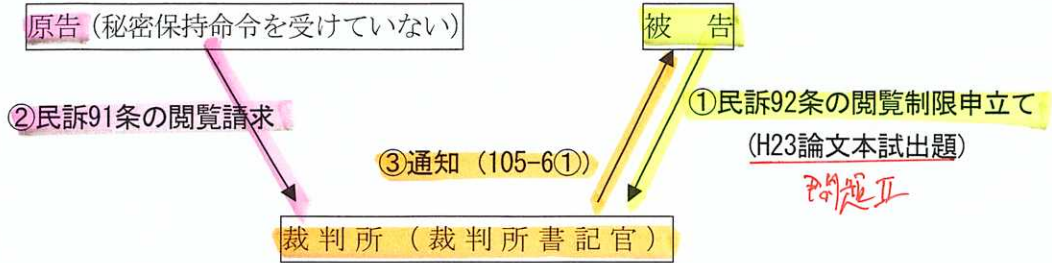 原告(秘密保持命令を受けていない)
被　告
②民訴91条の閲覧請求
①民訴92条の閲覧制限申立て
(H23論文本試出題)
問題Ⅱ
③通知（105-6①）
裁判所（裁判所書記官）